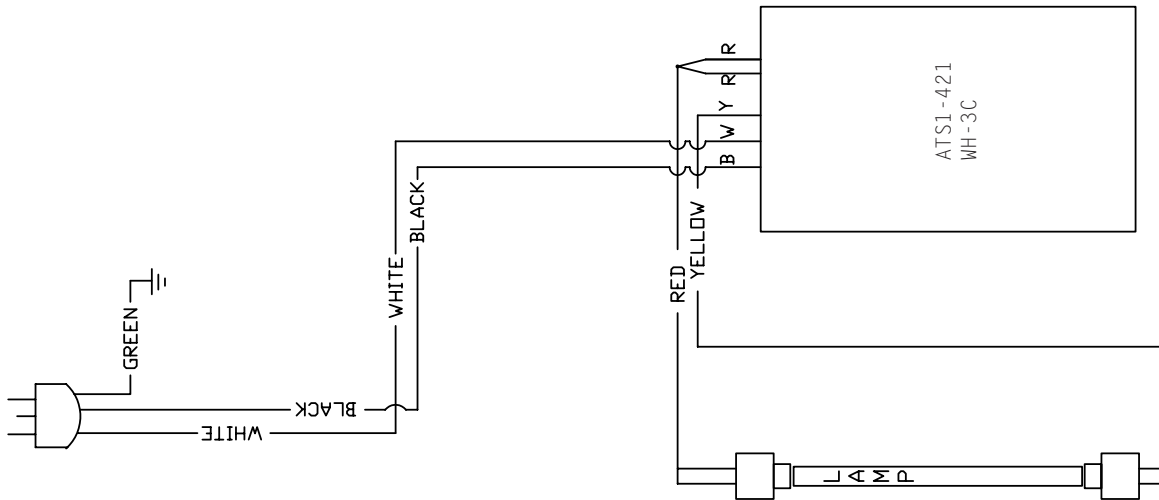 R
R
Y
W
B
ATS1-421
WH-3C
BLACK
WHITE
RED
YELLOW
GREEN
BLACK
WHITE
LAMP